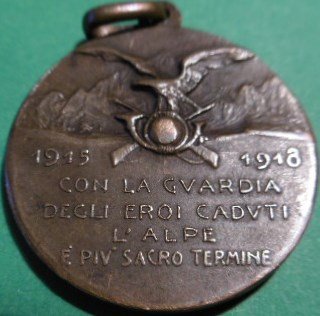 1915 1918
CON LA GVARDIA
DEGLI EROI CADVTI
L'ALPE
È PIV' SACRO TERMINE